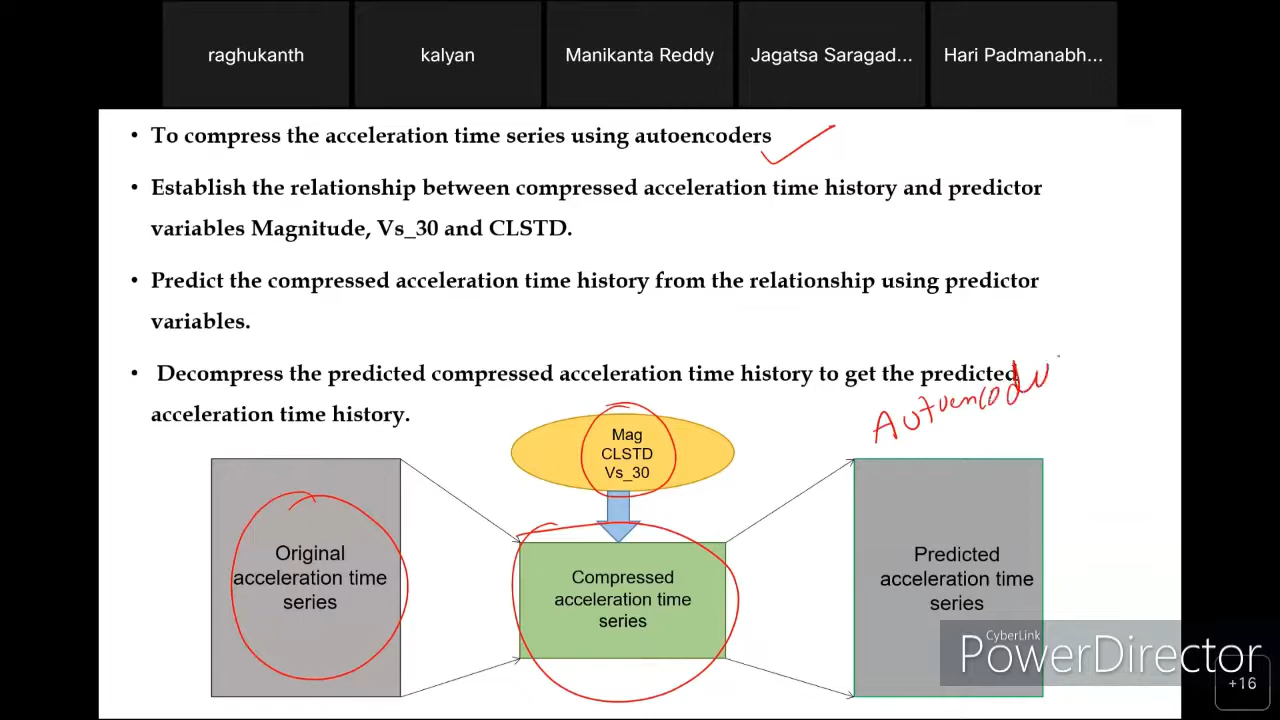 raghukanth
kalyan
Manikanta Reddy
Jagatsa Saragad...
Hari Padmanabh...
• To compress the acceleration time series using autoencoders
• Establish the relationship between compressed acceleration time history and predictor
variables Magnitude, Vs_30 and CLSTD.
• Predict the compressed acceleration time history from the relationship using predictor
variables.
• Decompress the predicted compressed acceleration time history to get the predicted
acceleration time history.
Mag
CLSTD
Vs_30
Original
acceleration time
series
Compressed
acceleration time
series
Predicted
acceleration time
series
CyberLink
PowerDirector
+16